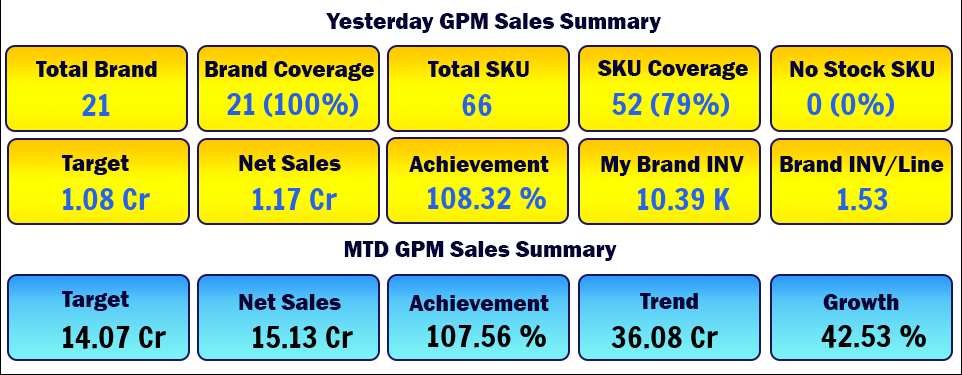 Yesterday GPM Sales Summary
Total Brand
21
Brand Coverage
21 (100%)
Total SKU
66
SKU Coverage
52 (79%)
No Stock SKU
0 (0%)
Target
1.08 Cr
Net Sales
1.17 Cr
Achievement
108.32 %
My Brand INV
10.39 K
Brand INV/Line
1.53
MTD GPM Sales Summary
Target
14.07 Cr
Net Sales
15.13 Cr
Achievement
107.56 %
Trend
36.08 Cr
Growth
42.53 %